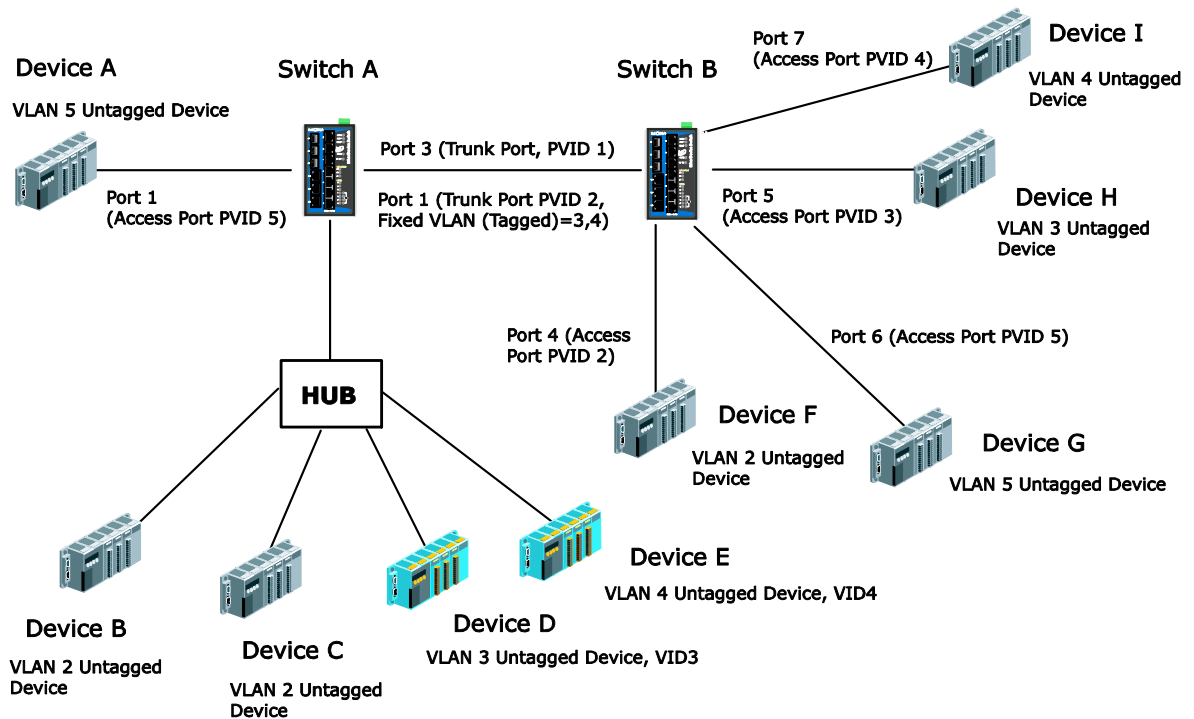 Device A
VLAN 5 Untagged Device
Port 1
(Access Port PVID 5)
Switch A
Port 3 (Trunk Port, PVID 1)
Port 1 (Trunk Port PVID 2,
Fixed VLAN (Tagged)=3,4)
Switch B
Port 7
(Access Port PVID 4)
Device I
VLAN 4 Untagged
Device
Port 5
(Access Port PVID 3)
Device H
VLAN 3 Untagged
Device
Port 4 (Access
Port PVID 2)
Port 6 (Access Port PVID 5)
HUB
Device F
VLAN 2 Untagged
Device
Device G
VLAN 5 Untagged Device
Device B
VLAN 2 Untagged
Device
Device C
VLAN 2 Untagged
Device
Device D
VLAN 3 Untagged Device, VID3
Device E
VLAN 4 Untagged Device, VID4